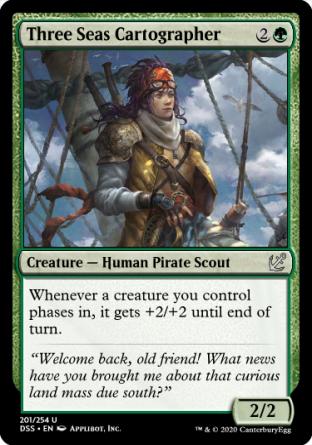 Three Seas Cartographer 2
Creature — Human Pirate Scout
Whenever a creature you control
phases in, it gets +2/+2 until end of
turn.
“Welcome back, old friend! What news
have you brought me about that curious
land mass due south?”
2/2
201/254 U
DSS • EN APPLIBOT, INC.
™ & © 2020 CanterburyEgg